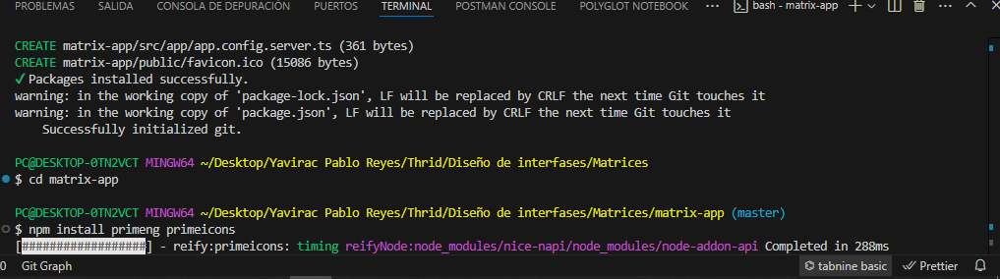 PROBLEMAS SALIDA CONSOLA DE DEPURACIÓN PUERTOS TERMINAL POSTMAN CONSOLE POLYGLOT NOTEBOOK ... bash - matrix-app
CREATE matrix-app/src/app/app.config.server.ts (361 bytes)
CREATE matrix-app/public/favicon.ico (15086 bytes)
✓ Packages installed successfully.
warning: in the working copy of 'package-lock.json', LF will be replaced by CRLF the next time Git touches it
warning: in the working copy of 'package.json', LF will be replaced by CRLF the next time Git touches it
Successfully initialized git.
PC@DESKTOP-0TN2VCT MINGW64 ~/Desktop/Yavirac Pablo Reyes/Thrid/Diseño de interfases/Matrices
$ cd matrix-app
PC@DESKTOP-0TN2VCT MINGW64 ~/Desktop/Yavirac Pablo Reyes/Thrid/Diseño de interfases/Matrices/matrix-app (master)
$ npm install primeng primeicons
[##################] - reify:primeicons: timing reifyNode:node_modules/nice-napi/node_modules/node-addon-api Completed in 288ms
0 Git Graph tabnine basic Prettier